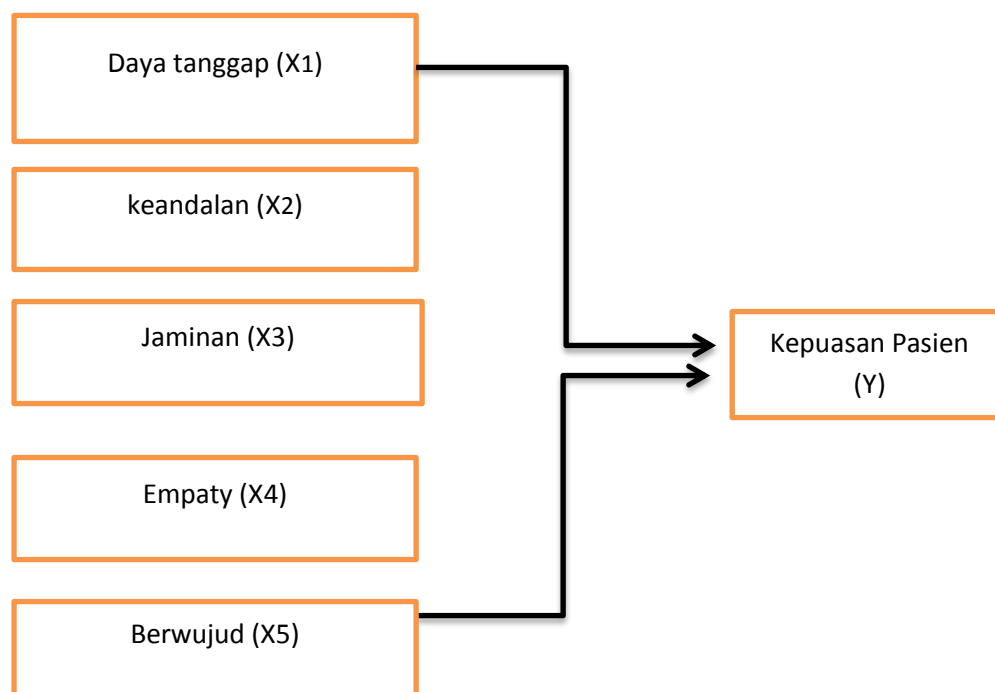 Daya tanggap (X1)
keandalan (X2)
Jaminan (X3)
Empaty (X4)
Berwujud (X5)
Kepuasan Pasien
(Y)